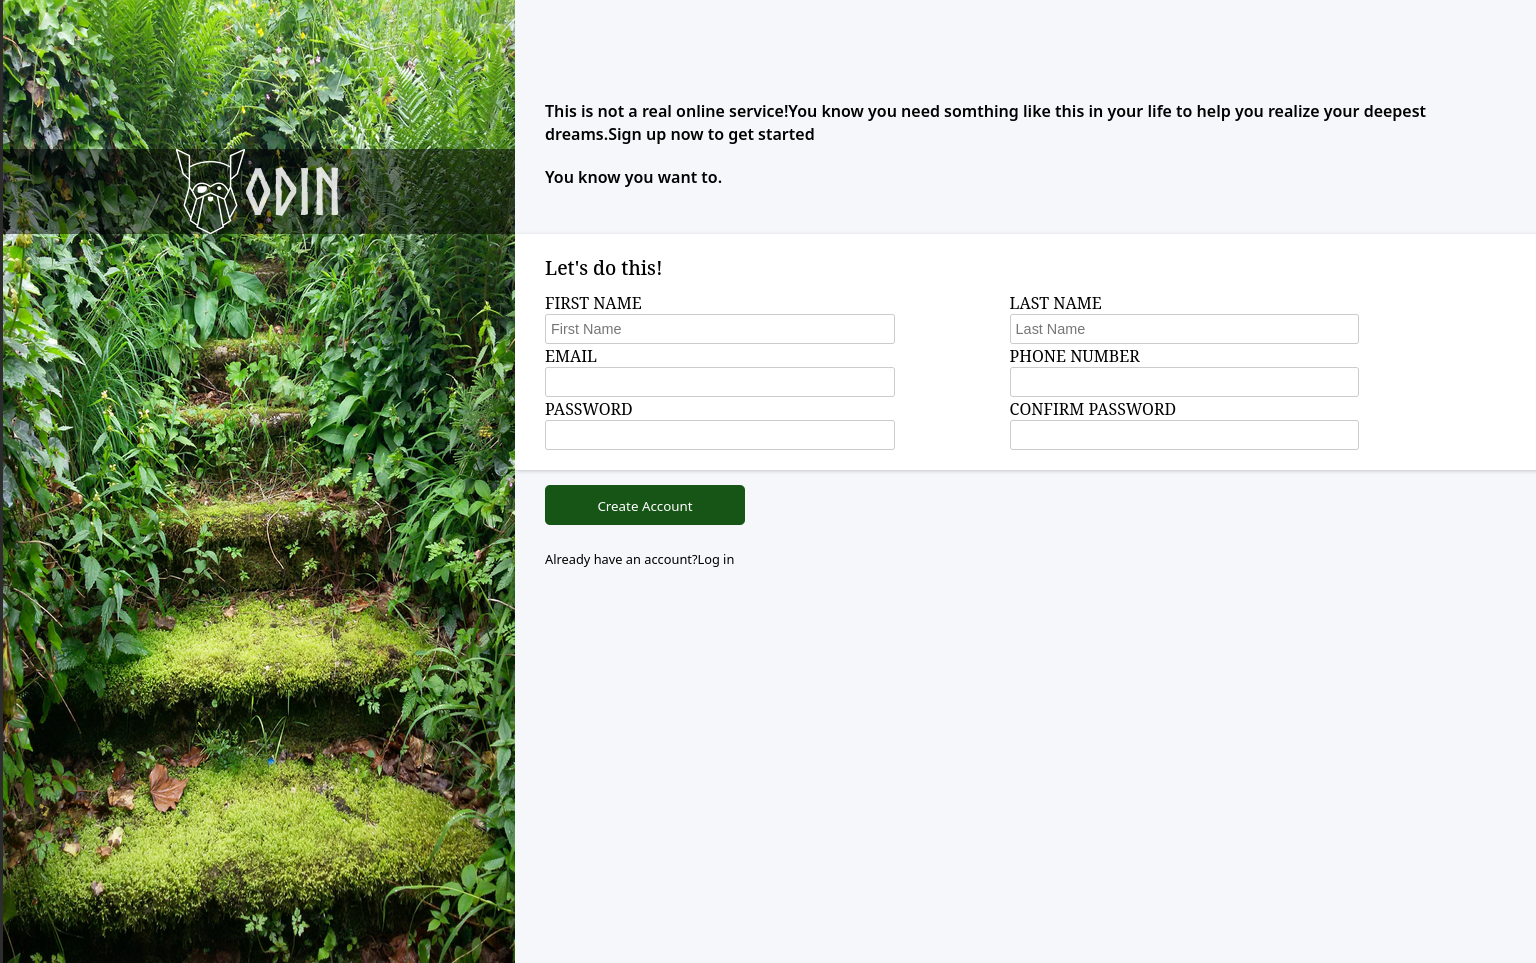 ODIN
This is not a real online service!You know you need somthing like this in your life to help you realize your deepest
dreams.Sign up now to get started
You know you want to.
Let's do this!
FIRST NAME
LAST NAME
First Name
Last Name
EMAIL
PHONE NUMBER
PASSWORD
CONFIRM PASSWORD
Create Account
Already have an account?Log in